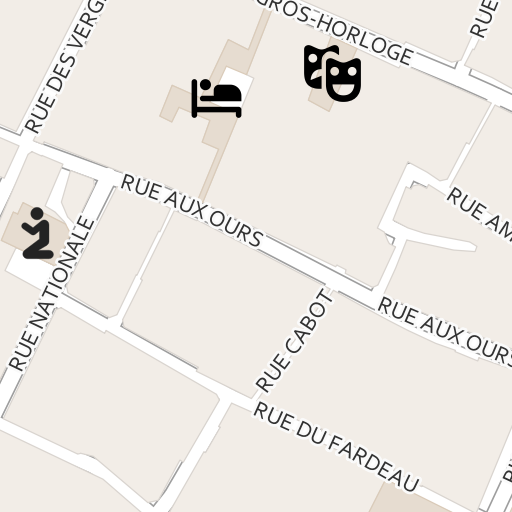 GROS-HORLOGE
RUE
RUE DES VERG
RUE AUX OURS
RUE AM
RUE NATIONALE
RUE CABOT
RUE AUX OURS
RUE DU FARDEAU